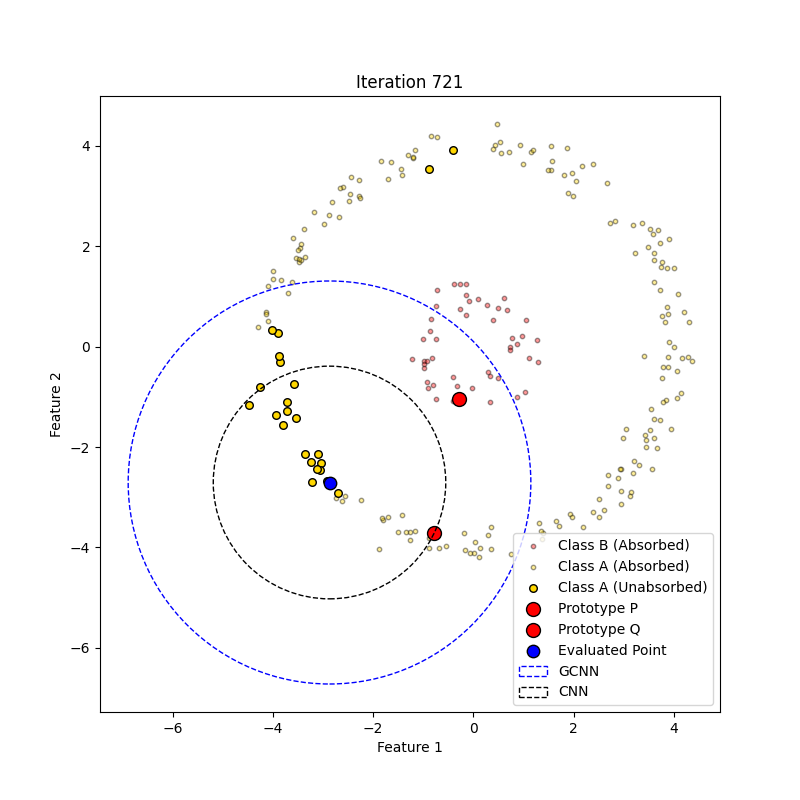 Iteration 721
4
2
0
−2
−4
−6
Feature 2
−6
−4
−2
0
2
4
Feature 1
Class B (Absorbed)
Class A (Absorbed)
Class A (Unabsorbed)
Prototype P
Prototype Q
Evaluated Point
GCNN
CNN